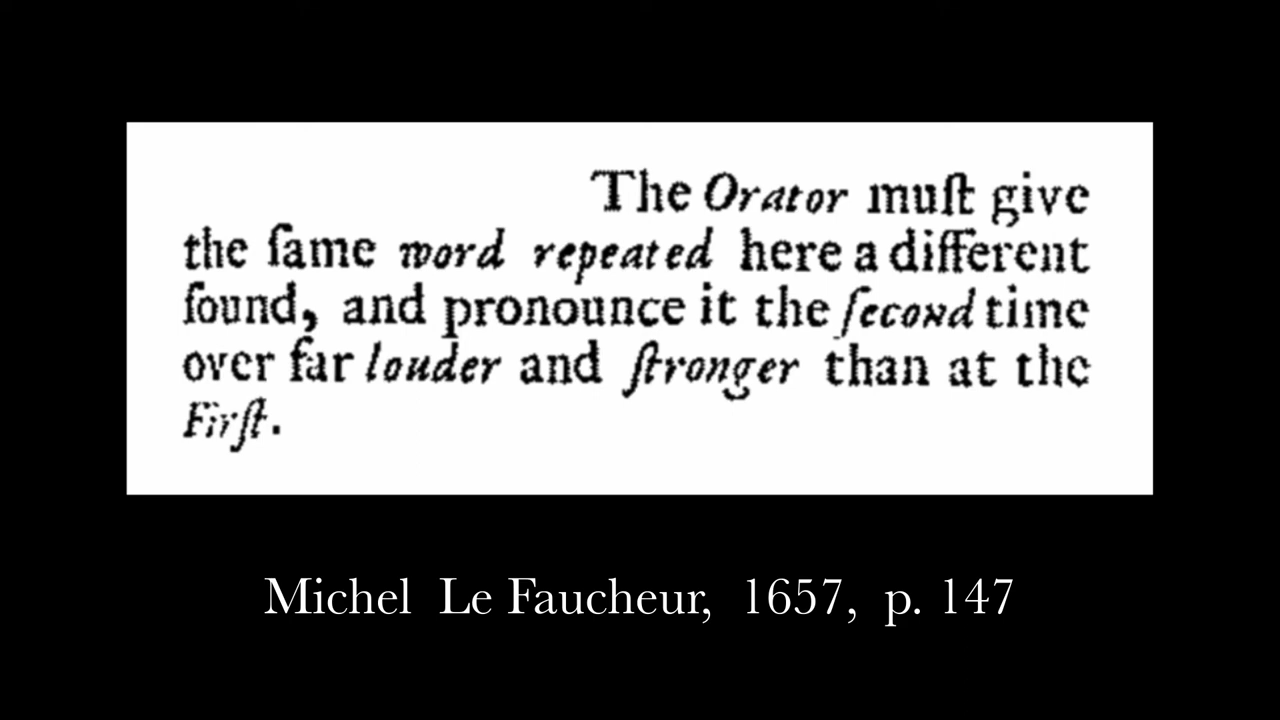 The Orator muſt give
the ſame word repeated here a different
ſound, and pronounce it the ſecond time
over far louder and ſtronger than at the
Firſt.
Michel Le Faucheur, 1657, p. 147